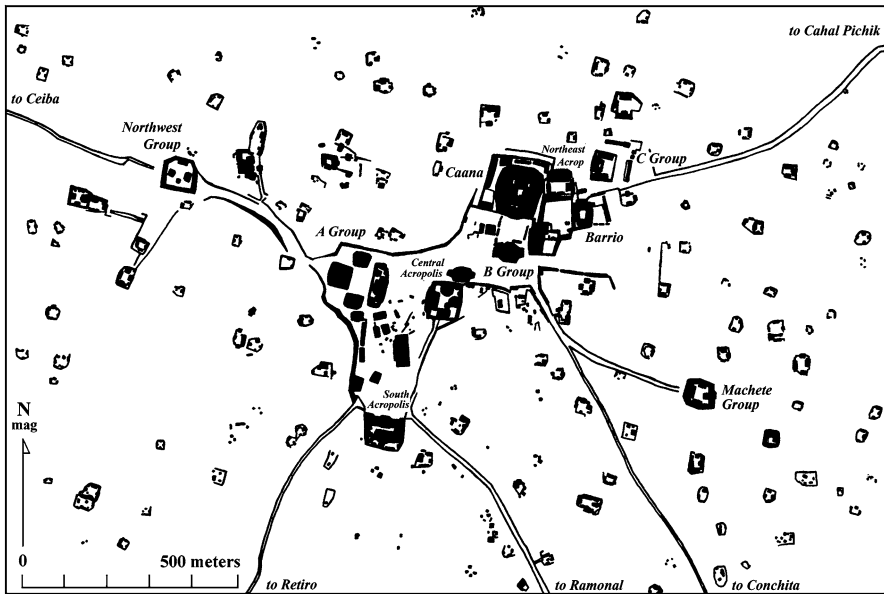 to Cahal Pichik
to Ceiba
Northwest
Group
Northeast
Acrop
C Group
Caana
A Group
Barrio
Central
Acropolis
B Group
South
Acropolis
Machete
Group
N
mag
0
500 meters
to Retiro
to Ramonal
to Conchita